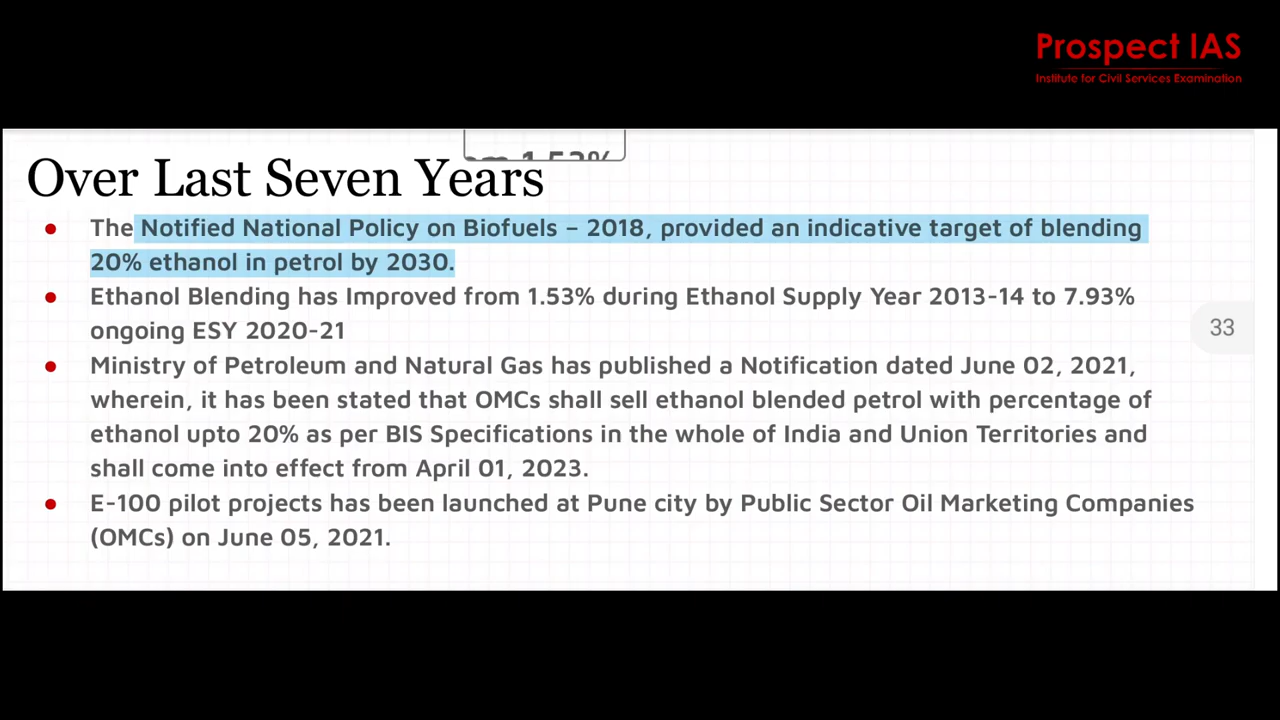 Prospect IAS
Institute for Civil Services Examination
1.53%
Over Last Seven Years
The Notified National Policy on Biofuels – 2018, provided an indicative target of blending
20% ethanol in petrol by 2030.
Ethanol Blending has Improved from 1.53% during Ethanol Supply Year 2013-14 to 7.93%
ongoing ESY 2020-21
33
Ministry of Petroleum and Natural Gas has published a Notification dated June 02, 2021,
wherein, it has been stated that OMCs shall sell ethanol blended petrol with percentage of
ethanol upto 20% as per BIS Specifications in the whole of India and Union Territories and
shall come into effect from April 01, 2023.
E-100 pilot projects has been launched at Pune city by Public Sector Oil Marketing Companies
(OMCs) on June 05, 2021.